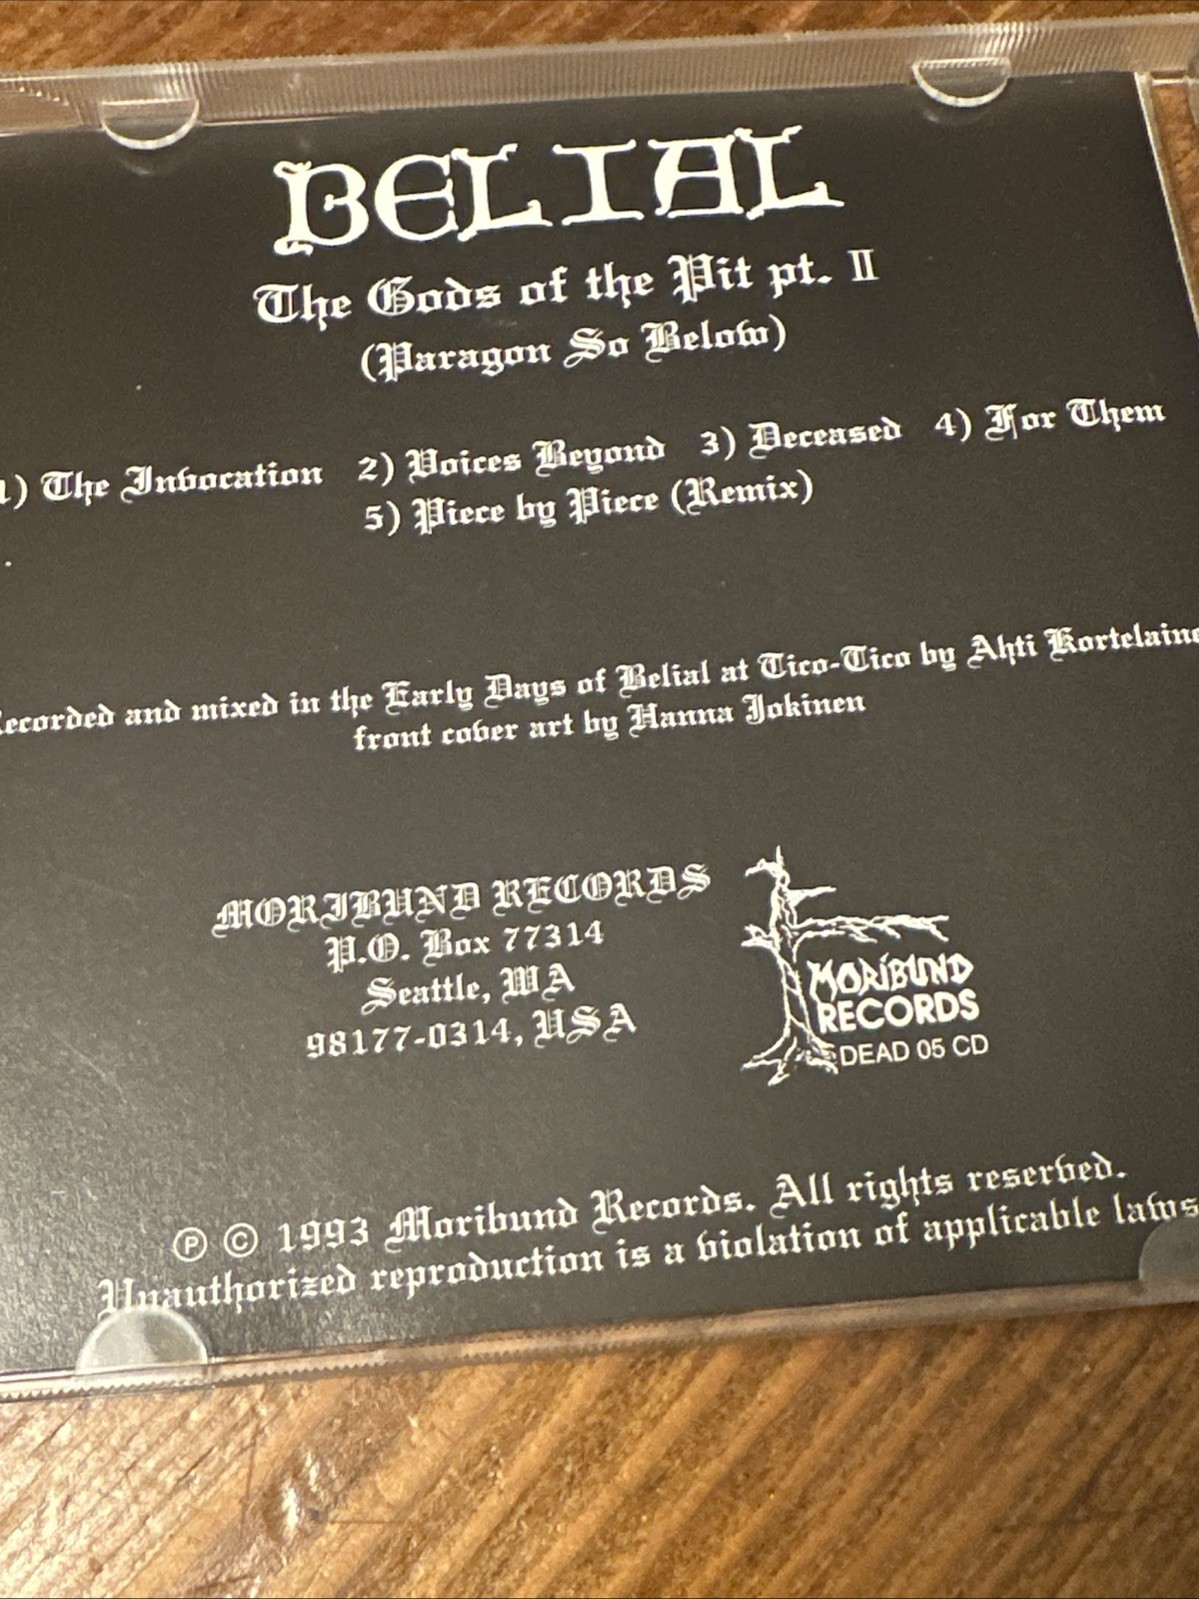 BELIAL
The Gods of the Pit pt. II
(Paragon So Below)
1) The Invocation 2) Voices Beyond 3) Deceased 4) For Them
5) Piece by Piece (Remix)
Recorded and mixed in the Early Days of Belial at Tico-Tico by Ahti Kortelaine
front cover art by Hanna Jokinen
MORIBUND RECORDS
P.O. Box 77314
Seattle, WA
98177-0314, USA
MORIBUND
RECORDS
DEAD 05 CD
℗ © 1993 Moribund Records. All rights reserved.
Unauthorized reproduction is a violation of applicable laws